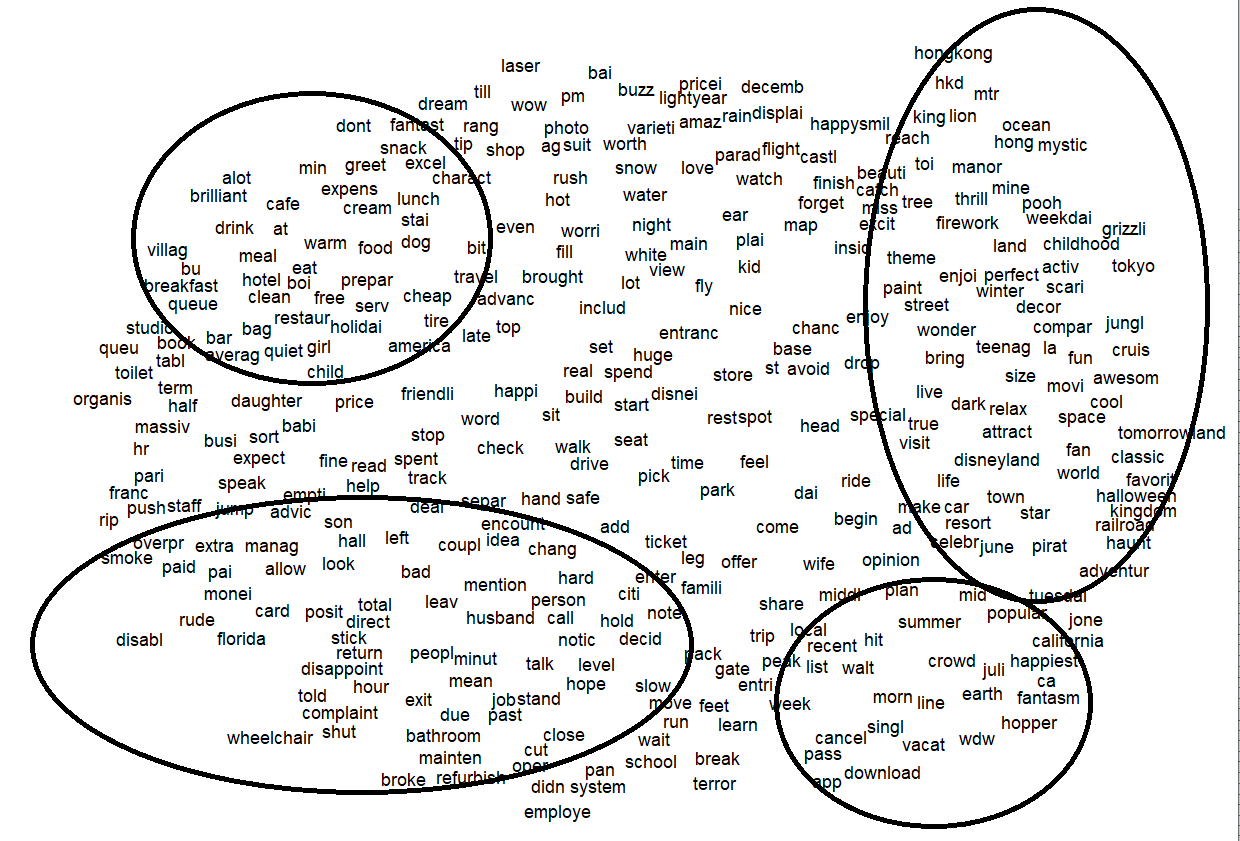 hongkong
laser
bai
hkd
buzz
pricei
decemb
till
pm
mtr
lightyear
dream
wow
rain
displai
king
lion
dont
fantast
rang
photo
varieti
amaz
happysmil
ocean
reach
snack
tip
shop
ag
suit
worth
hong
mystic
parad
flight
castl
min
greet
excel
snow
love
toi
manor
alot
charact
rush
watch
finish
beauti
brilliant
expens
catch
mine
cafe
cream
lunch
hot
water
forget
miss
tree
thrill
pooh
stai
ear
weekdai
drink
at
even
worri
night
map
excit
firework
grizzli
villag
warm
food
dog
bit
fill
white
main
plai
insid
land
childhood
meal
theme
bu
eat
view
kid
activ
tokyo
breakfast
hotel
boi
prepar
travel
brought
lot
fly
enjoi
perfect
paint
winter
scari
queue
clean
free
serv
cheap
advanc
includ
nice
street
decor
restaur
tire
enjoy
studio
bag
holidai
late
top
entranc
chanc
wonder
compar
jungl
queu
book
bar
averag
quiet
girl
america
set
huge
base
teenag
la
fun
cruis
tabl
st
avoid
drop
bring
toilet
child
real
spend
store
size
movi
awesom
term
organis
half
daughter
price
friendli
happi
build
start
disnei
live
dark
relax
cool
massiv
babi
word
sit
rest
spot
head
special
true
space
busi
sort
stop
check
walk
seat
visit
attract
tomorrowland
hr
expect
fine
read
spent
drive
time
feel
disneyland
fan
classic
pari
speak
help
track
pick
park
dai
ride
life
world
favorit
franc
push
staff
jump
empti
advic
deal
separ
hand
safe
make
car
town
halloween
rip
son
encount
add
come
begin
ad
resort
star
kingdom
railroad
overpr
extra
manag
hall
left
coupl
idea
chang
ticket
celebr
june
pirat
haunt
smoke
paid
pai
allow
look
bad
leg
offer
wife
opinion
adventur
monei
mention
hard
enter
famili
middl
plan
mid
tuesdai
card
posit
total
leav
person
citi
share
popular
rude
direct
husband
call
hold
note
summer
jone
disabl
florida
stick
notic
decid
trip
local
recent
hit
california
return
peopl
minut
talk
level
pack
gate
peak
list
walt
crowd
juli
happiest
disappoint
hour
mean
hope
slow
entri
ca
told
exit
job
stand
move
feet
week
morn
line
earth
fantasm
complaint
due
past
run
learn
singl
hopper
wheelchair
shut
bathroom
close
wait
cancel
vacat
wdw
mainten
cut
school
break
pass
oper
broke
refurbish
pan
download
didn
system
terror
app
employe